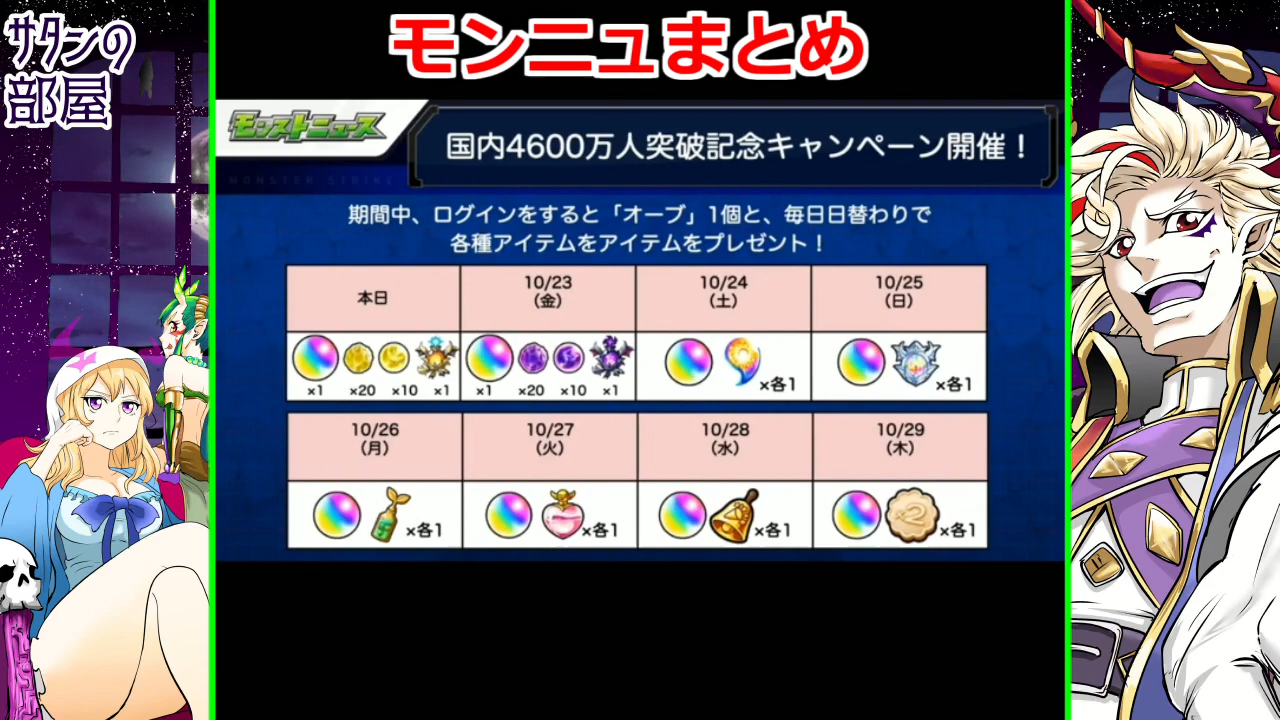 モンニュまとめ
サタンの
部屋
モンストニュース
MONSTER STRIKE
国内4600万人突破記念キャンペーン開催！
期間中、ログインをすると「オーブ」1個と、毎日日替わりで
各種アイテムをアイテムをプレゼント！
本日 10/23（金） 10/24（土） 10/25（日）
×1 ×20 ×10 ×1 ×1 ×20 ×10 ×1 ×各1 ×各1
10/26（月） 10/27（火） 10/28（水） 10/29（木）
×各1 ×各1 ×各1 +2 ×各1